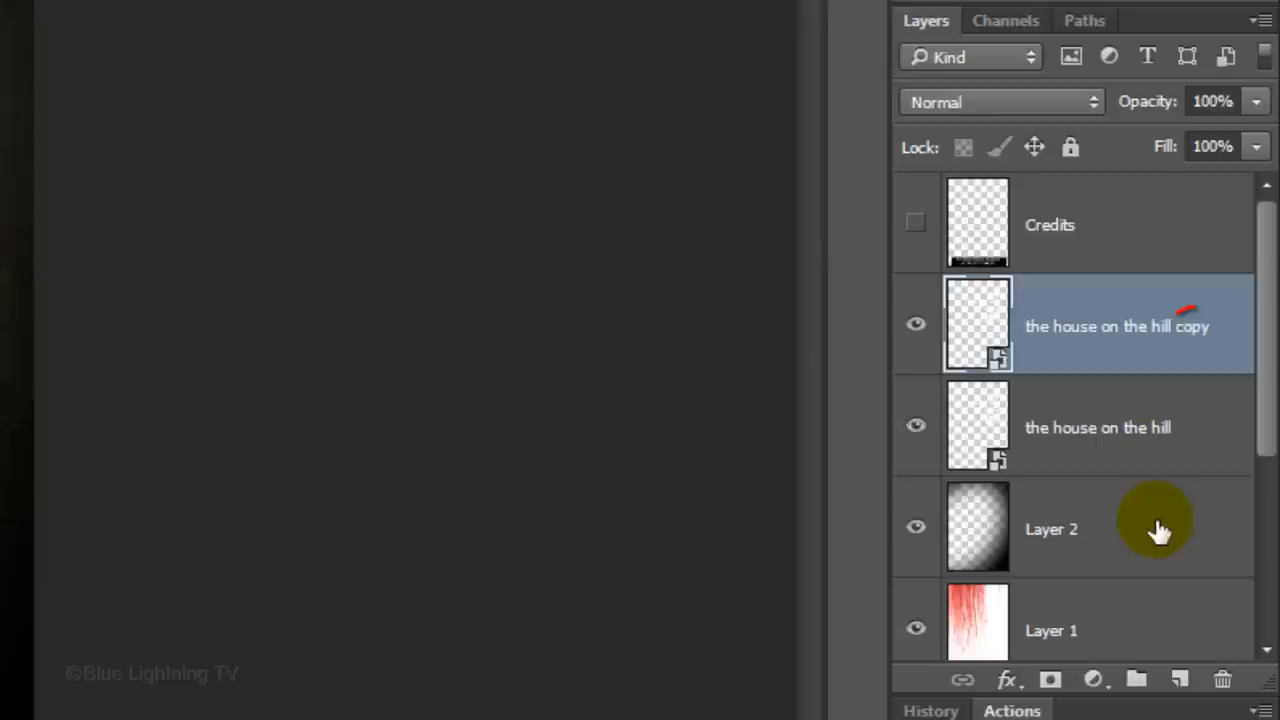 Layers Channels Paths
Kind T
Normal Opacity: 100%
Lock: Fill: 100%
Credits
the house on the hill copy
the house on the hill
Layer 2
Layer 1
fx
©Blue Lightning TV
History Actions